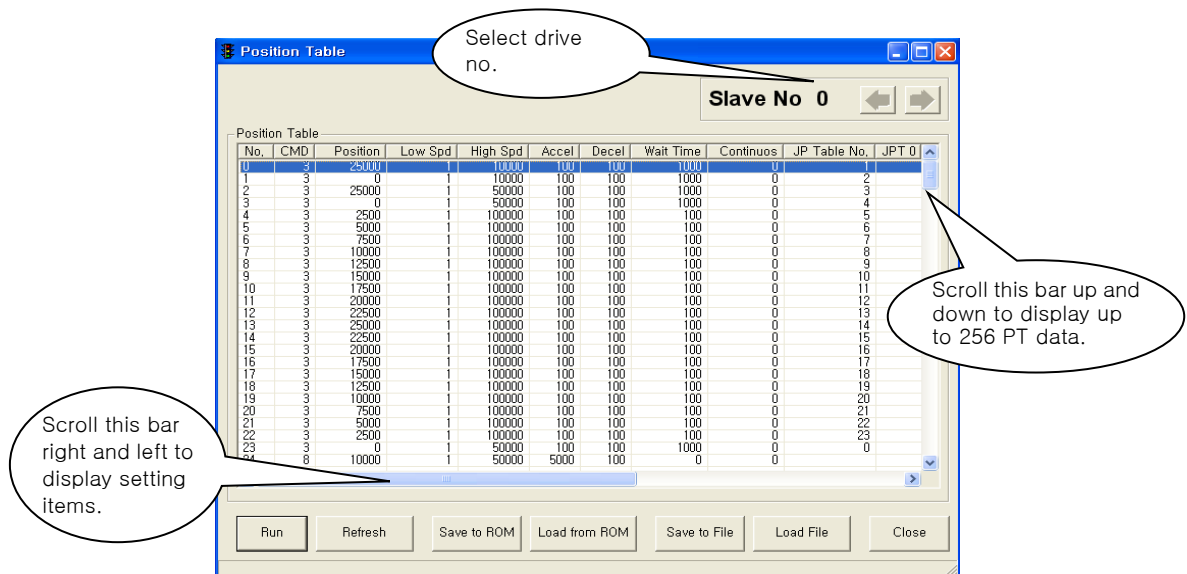 Select drive
no.
Position Table
Slave No 0
Position Table
No. CMD Position Low Spd High Spd Accel Decel Wait Time Continuos JP Table No. JPT 0
0 3 25000 1 10000 100 100 1000 0 1
1 3 0 1 10000 100 100 1000 0 2
2 3 25000 1 50000 100 100 1000 0 3
3 3 0 1 50000 100 100 1000 0 4
4 3 2500 1 100000 100 100 100 0 5
5 3 5000 1 100000 100 100 100 0 6
6 3 7500 1 100000 100 100 100 0 7
7 3 10000 1 100000 100 100 100 0 8
8 3 12500 1 100000 100 100 100 0 9
9 3 15000 1 100000 100 100 100 0 10
10 3 17500 1 100000 100 100 100 0 11
11 3 20000 1 100000 100 100 100 0 12
12 3 22500 1 100000 100 100 100 0 13
13 3 25000 1 100000 100 100 100 0 14
14 3 22500 1 100000 100 100 100 0 15
15 3 20000 1 100000 100 100 100 0 16
16 3 17500 1 100000 100 100 100 0 17
17 3 15000 1 100000 100 100 100 0 18
18 3 12500 1 100000 100 100 100 0 19
19 3 10000 1 100000 100 100 100 0 20
20 3 7500 1 100000 100 100 100 0 21
21 3 5000 1 100000 100 100 100 0 22
22 3 2500 1 100000 100 100 100 0 23
23 3 0 1 50000 100 100 1000 0 0
24 8 10000 1 50000 5000 100 0 0
Scroll this bar up and
down to display up
to 256 PT data.
Scroll this bar
right and left to
display setting
items.
Run Refresh Save to ROM Load from ROM Save to File Load File Close